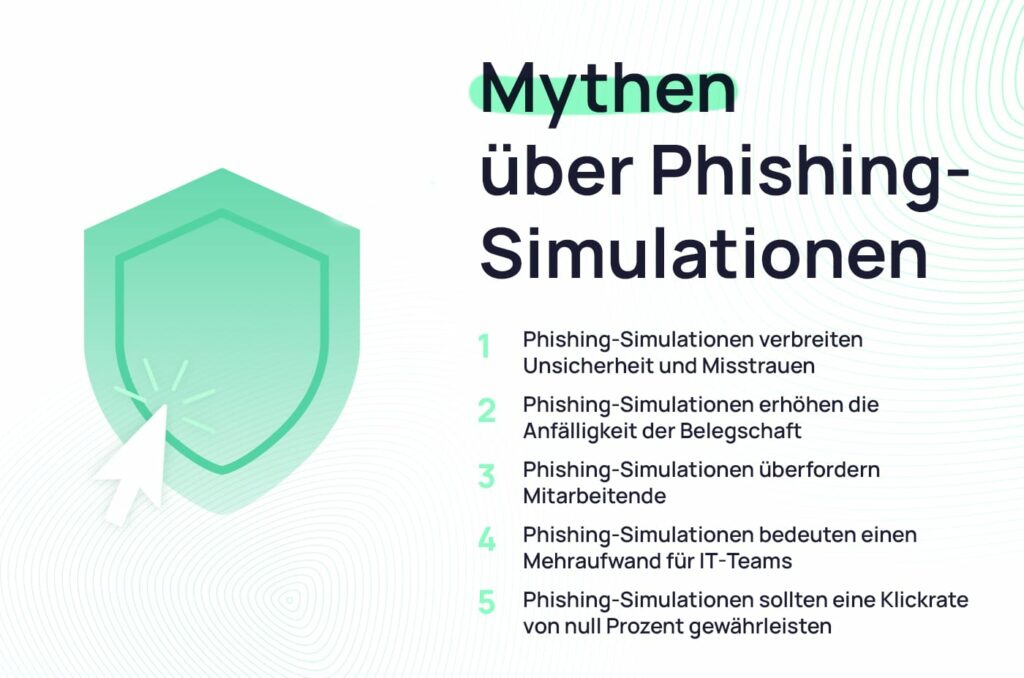 Mythen
über Phishing-
Simulationen
1 Phishing-Simulationen verbreiten
Unsicherheit und Misstrauen
2 Phishing-Simulationen erhöhen die
Anfälligkeit der Belegschaft
3 Phishing-Simulationen überfordern
Mitarbeitende
4 Phishing-Simulationen bedeuten einen
Mehraufwand für IT-Teams
5 Phishing-Simulationen sollten eine Klickrate
von null Prozent gewährleisten